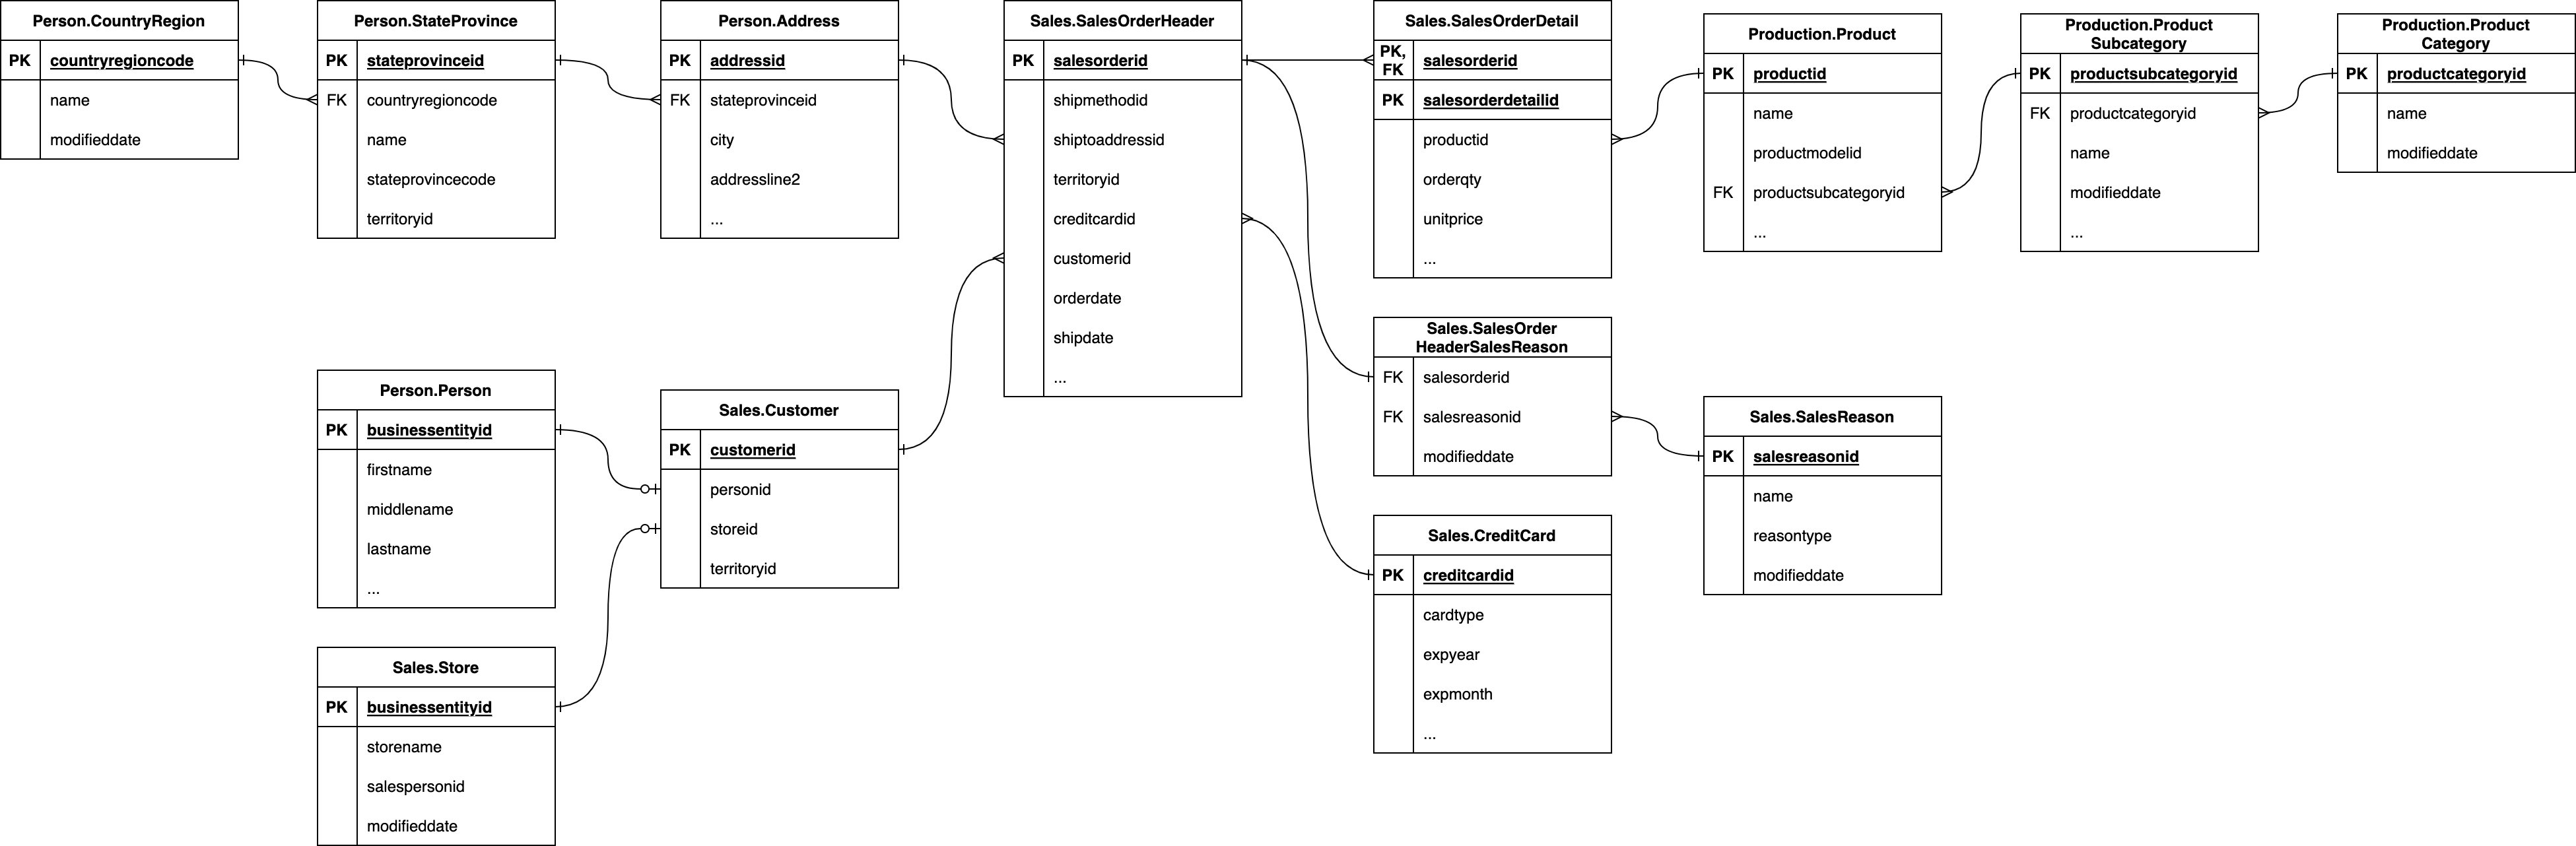 Person.CountryRegion
PK countryregioncode
name
modifieddate
Person.StateProvince
PK stateprovinceid
FK countryregioncode
name
stateprovincecode
territoryid
Person.Address
PK addressid
FK stateprovinceid
city
addressline2
...
Sales.SalesOrderHeader
PK salesorderid
shipmethodid
shiptoaddressid
territoryid
creditcardid
customerid
orderdate
shipdate
...
Sales.SalesOrderDetail
PK,
FK salesorderid
PK salesorderdetailid
productid
orderqty
unitprice
...
Production.Product
PK productid
name
productmodelid
FK productsubcategoryid
...
Production.Product
Subcategory
PK productsubcategoryid
FK productcategoryid
name
modifieddate
...
Production.Product
Category
PK productcategoryid
name
modifieddate
Person.Person
PK businessentityid
firstname
middlename
lastname
...
Sales.Customer
PK customerid
personid
storeid
territoryid
Sales.SalesOrder
HeaderSalesReason
FK salesorderid
FK salesreasonid
modifieddate
Sales.SalesReason
PK salesreasonid
name
reasontype
modifieddate
Sales.CreditCard
PK creditcardid
cardtype
expyear
expmonth
...
Sales.Store
PK businessentityid
storename
salespersonid
modifieddate